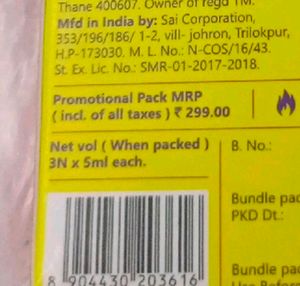 Thane 400607. Owner of regd TM.
Mfd in India by: Sai Corporation,
353/196/186/ 1-2, vill- johron, Trilokpur,
H.P-173030. M. L. No.: N-COS/16/43.
St. Ex. Lic. No.: SMR-01-2017-2018.
Promotional Pack MRP
( incl. of all taxes ) ₹ 299.00
Net vol ( When packed )
3N x 5ml each.
B. No.:
Bundle pac
PKD Dt.:
Bundle pa
8 904430 203616